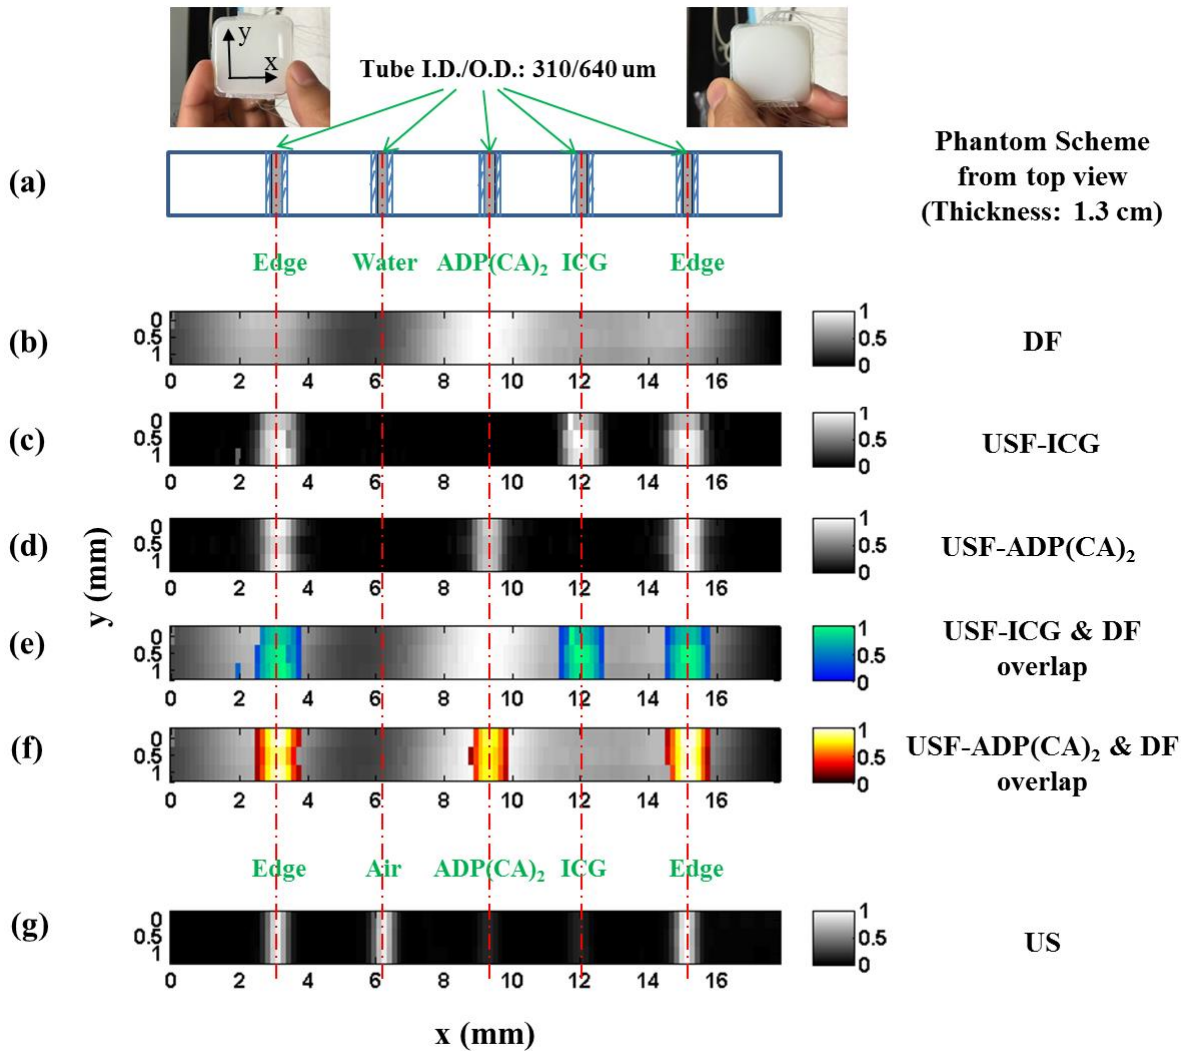 y
x
Tube I.D./O.D.: 310/640 um
(a)
Phantom Scheme
from top view
(Thickness: 1.3 cm)
Edge Water ADP(CA)₂ ICG Edge
(b)
0
0.5
1
0 2 4 6 8 10 12 14 16
1
0.5
0
DF
(c)
0
0.5
1
0 2 4 6 8 10 12 14 16
1
0.5
0
USF-ICG
(d)
0
0.5
1
0 2 4 6 8 10 12 14 16
1
0.5
0
USF-ADP(CA)₂
y (mm)
(e)
0
0.5
1
0 2 4 6 8 10 12 14 16
1
0.5
0
USF-ICG & DF
overlap
(f)
0
0.5
1
0 2 4 6 8 10 12 14 16
1
0.5
0
USF-ADP(CA)₂ & DF
overlap
Edge Air ADP(CA)₂ ICG Edge
(g)
0
0.5
1
0 2 4 6 8 10 12 14 16
1
0.5
0
US
x (mm)